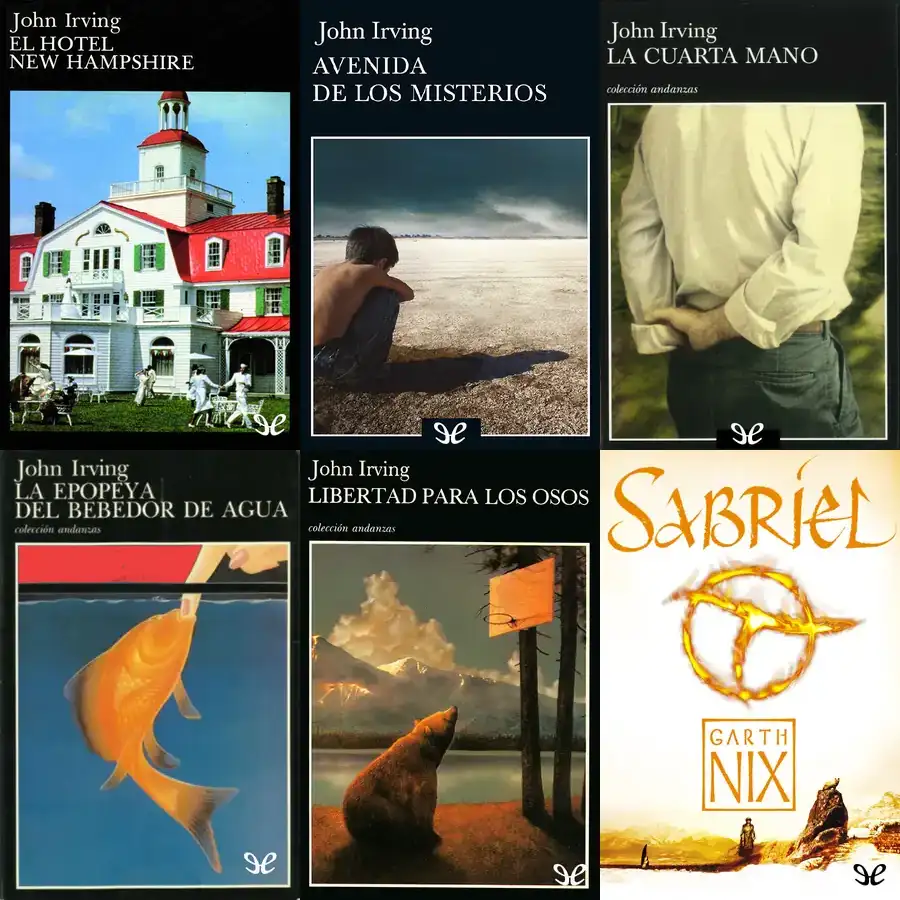 John Irving
EL HOTEL
NEW HAMPSHIRE
John Irving
AVENIDA
DE LOS MISTERIOS
John Irving
LA CUARTA MANO
colección andanzas
John Irving
LA EPOPEYA
DEL BEBEDOR DE AGUA
colección andanzas
John Irving
LIBERTAD PARA LOS OSOS
colección andanzas
SABRIEL
GARTH
NIX